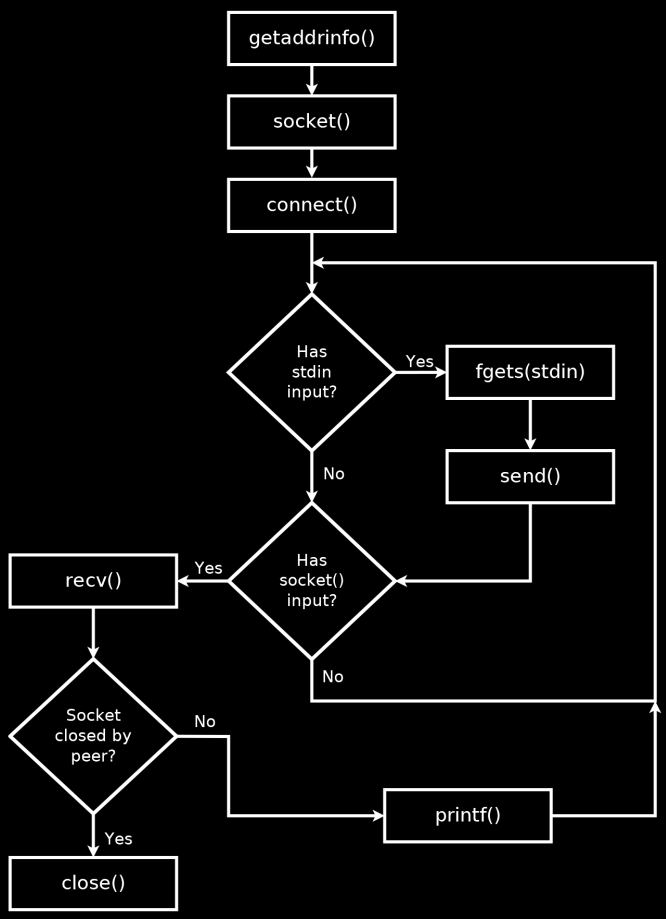 getaddrinfo()
socket()
connect()
Has
stdin
input?
Yes
fgets(stdin)
No
send()
Has
socket()
input?
Yes
recv()
No
Socket
closed by
peer?
No
printf()
Yes
close()